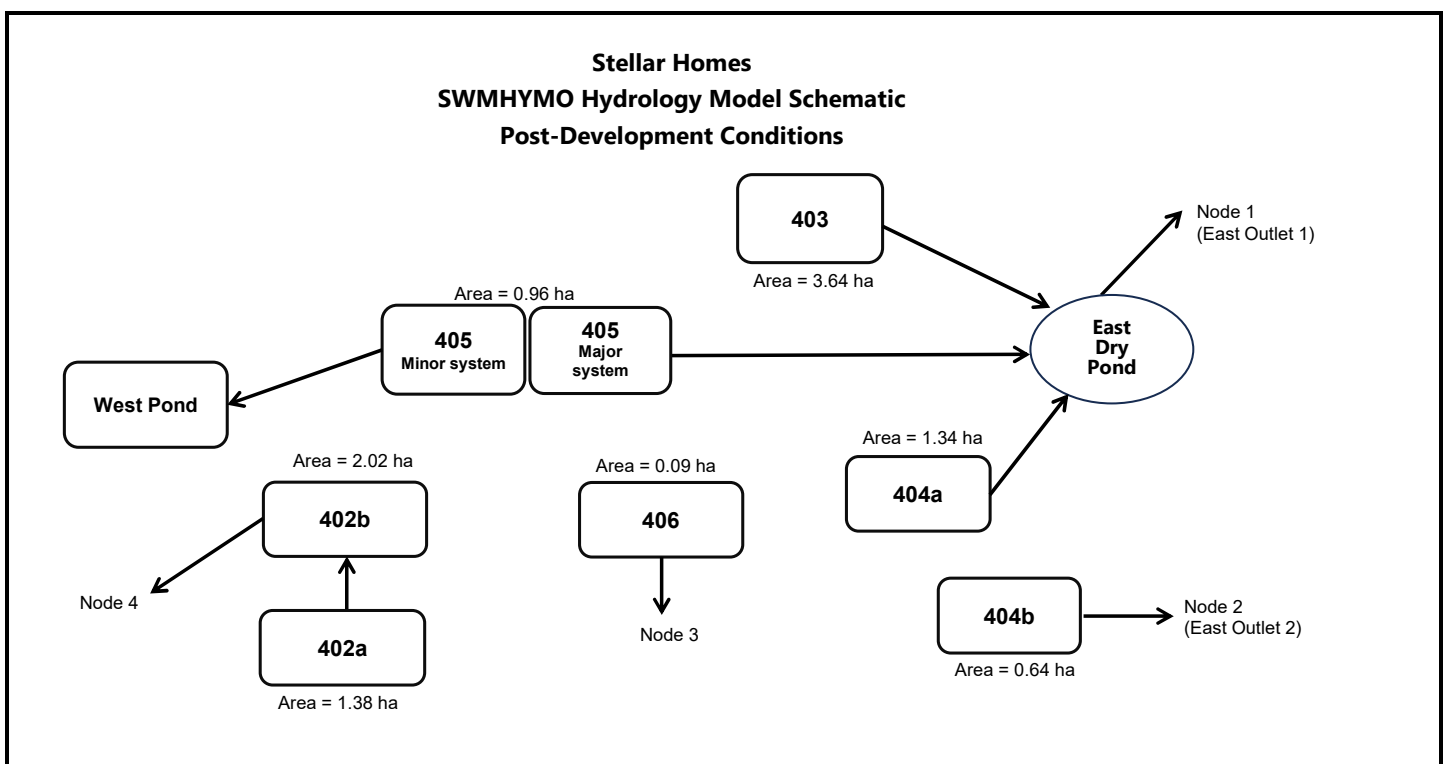 Stellar Homes
SWMHYMO Hydrology Model Schematic
Post-Development Conditions
403
Area = 3.64 ha
Node 1
(East Outlet 1)
Area = 0.96 ha
405
Minor system
405
Major
system
East
Dry
Pond
West Pond
Area = 2.02 ha
402b
Area = 0.09 ha
406
Area = 1.34 ha
404a
Node 4
402a
Area = 1.38 ha
Node 3
404b
Area = 0.64 ha
Node 2
(East Outlet 2)